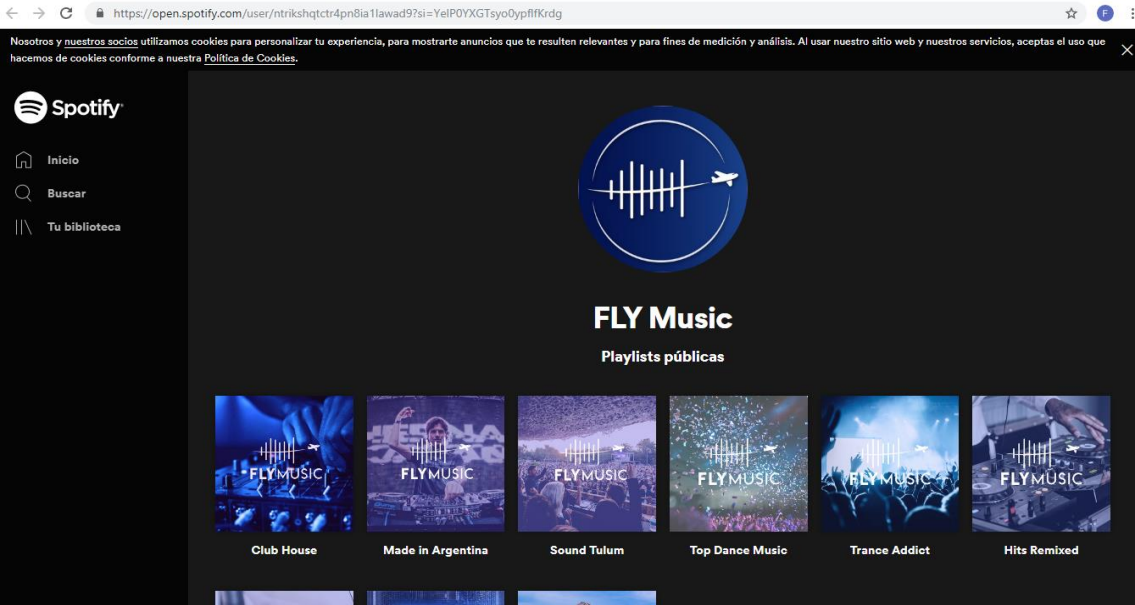 https://open.spotify.com/user/ntrikshqtctr4pn8ia1lawad9?si=YelP0YXGTsyo0ypflfKrdg
F
Nosotros y nuestros socios utilizamos cookies para personalizar tu experiencia, para mostrarte anuncios que te resulten relevantes y para fines de medición y análisis. Al usar nuestro sitio web y nuestros servicios, aceptas el uso que
hacemos de cookies conforme a nuestra Política de Cookies.
Spotify
Inicio
Buscar
Tu biblioteca
FLY Music
Playlists públicas
FLYMUSIC
FLYMUSIC
FLYMUSIC
FLYMUSIC
FLYMUSIC
FLYMUSIC
Club House
Made in Argentina
Sound Tulum
Top Dance Music
Trance Addict
Hits Remixed